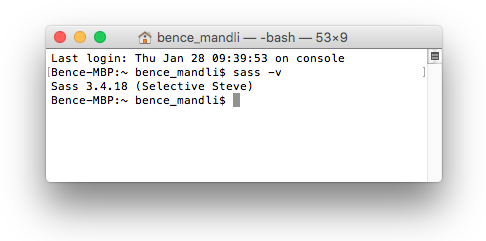 bence_mandli — -bash — 53×9
Last login: Thu Jan 28 09:39:53 on console
[Bence-MBP:~ bence_mandli$ sass -v ]
Sass 3.4.18 (Selective Steve)
Bence-MBP:~ bence_mandli$